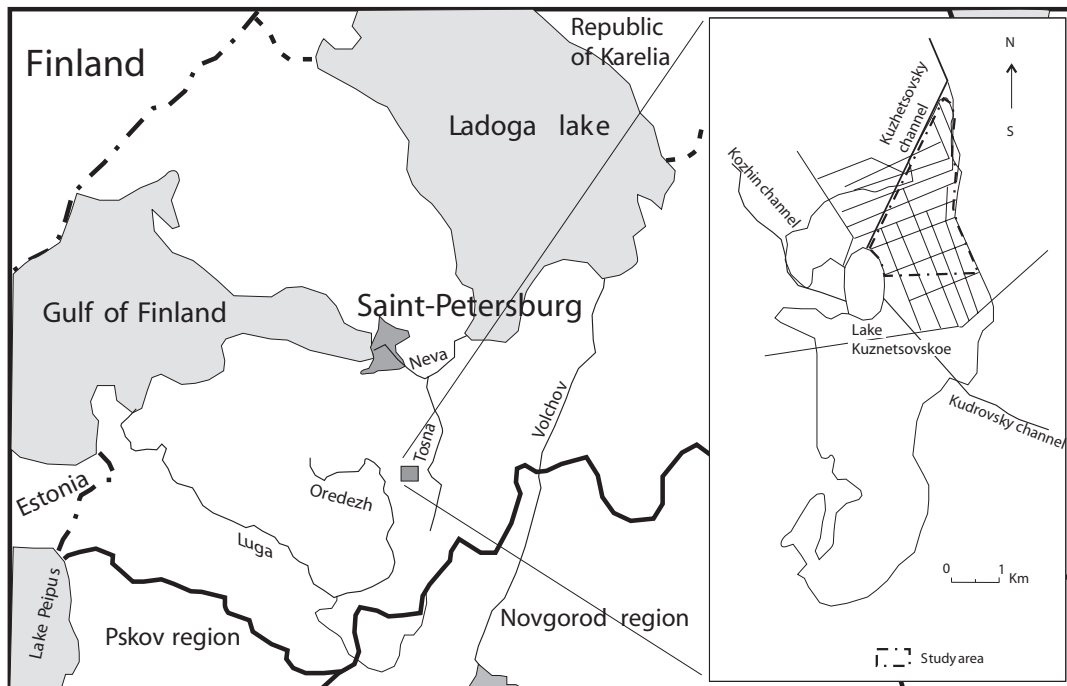 Finland
Republic
of Karelia
Ladoga lake
Gulf of Finland
Saint-Petersburg
Neva
Tosna
Volchov
Estonia
Oredezh
Luga
Lake Peipus
Pskov region
Novgorod region
N
S
Kuzhetsovsky
channel
Kozhin channel
Lake
Kuznetsovskoe
Kudrovsky channel
0 1
Km
Study area